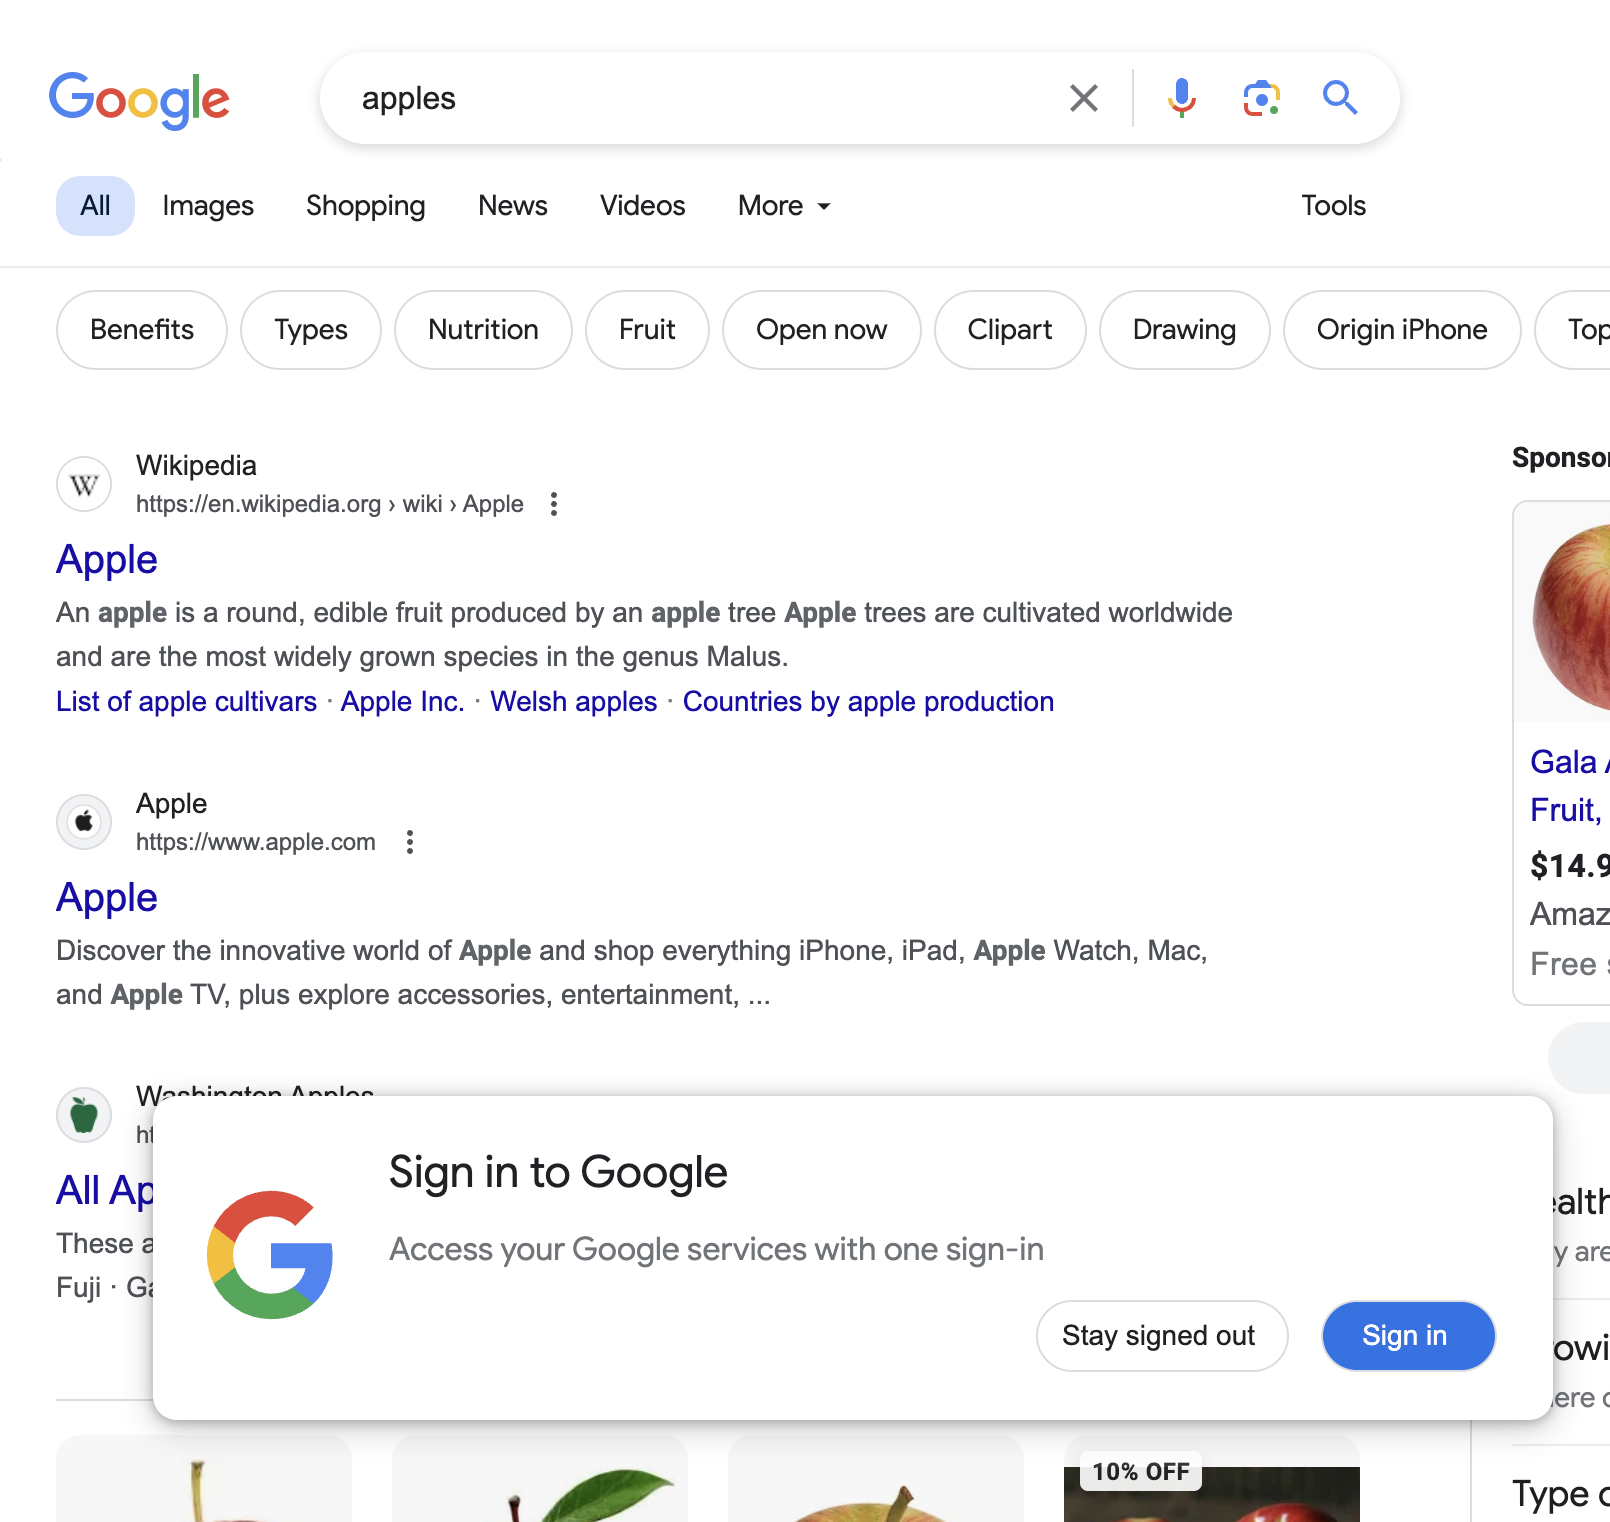 Google
apples
All Images Shopping News Videos More Tools
Benefits Types Nutrition Fruit Open now Clipart Drawing Origin iPhone Top
W
Wikipedia
https://en.wikipedia.org › wiki › Apple
Apple
An apple is a round, edible fruit produced by an apple tree Apple trees are cultivated worldwide
and are the most widely grown species in the genus Malus.
List of apple cultivars · Apple Inc. · Welsh apples · Countries by apple production
Apple
https://www.apple.com
Apple
Discover the innovative world of Apple and shop everything iPhone, iPad, Apple Watch, Mac,
and Apple TV, plus explore accessories, entertainment, ...
Washington Apples
ht
All Ap
These a
Fuji · Ga
Sign in to Google
Access your Google services with one sign-in
Stay signed out Sign in
10% OFF
Sponsor
Gala
Fruit,
$14.9
Amaz
Free
ealth
y are
owi
ere
Type